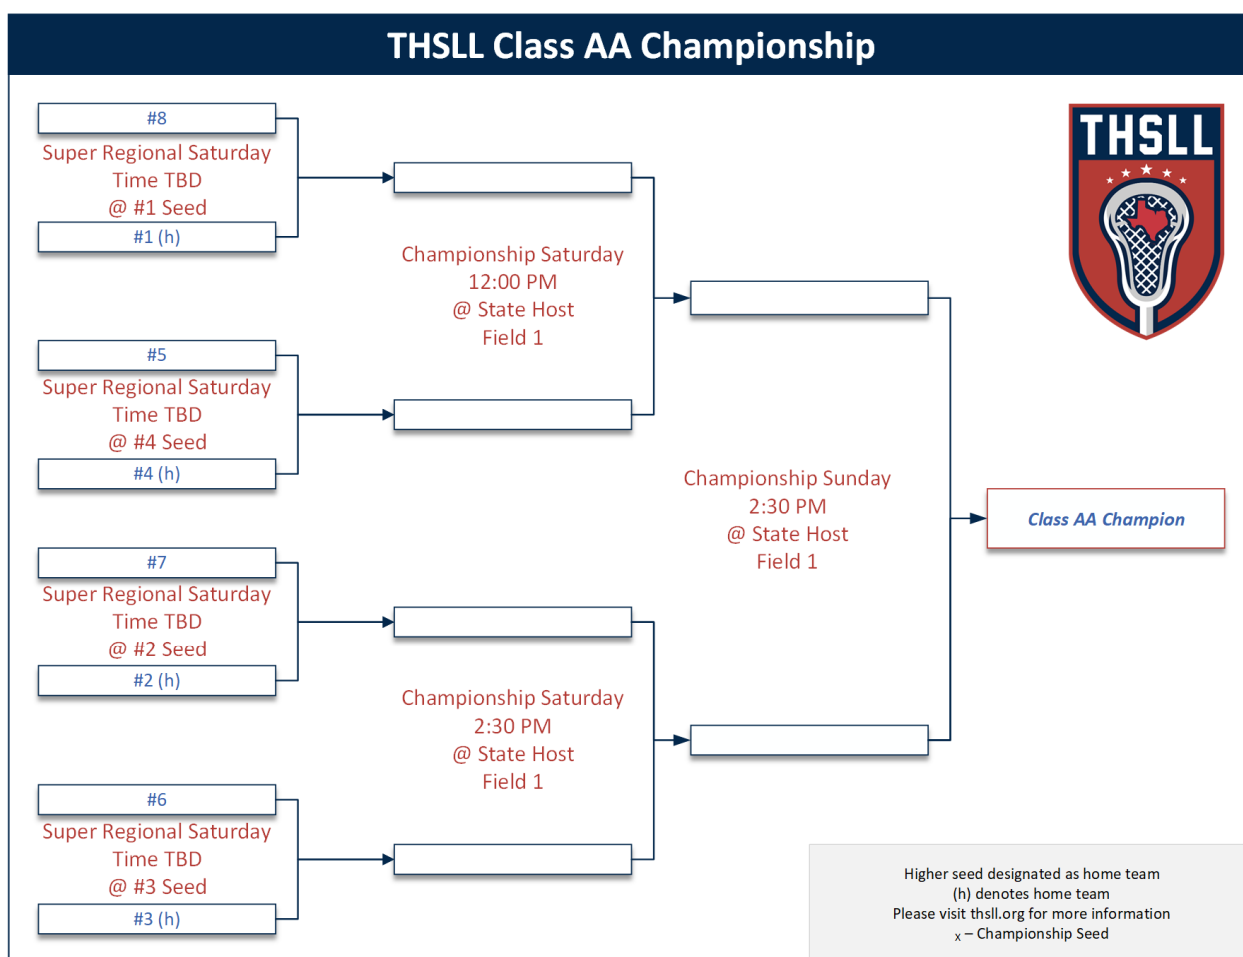 THSLL Class AA Championship
THSLL
#8
Super Regional Saturday
Time TBD
@ #1 Seed
#1 (h)
Championship Saturday
12:00 PM
@ State Host
Field 1
#5
Super Regional Saturday
Time TBD
@ #4 Seed
#4 (h)
Championship Sunday
2:30 PM
@ State Host
Field 1
Class AA Champion
#7
Super Regional Saturday
Time TBD
@ #2 Seed
#2 (h)
Championship Saturday
2:30 PM
@ State Host
Field 1
#6
Super Regional Saturday
Time TBD
@ #3 Seed
#3 (h)
Higher seed designated as home team
(h) denotes home team
Please visit thsll.org for more information
x – Championship Seed